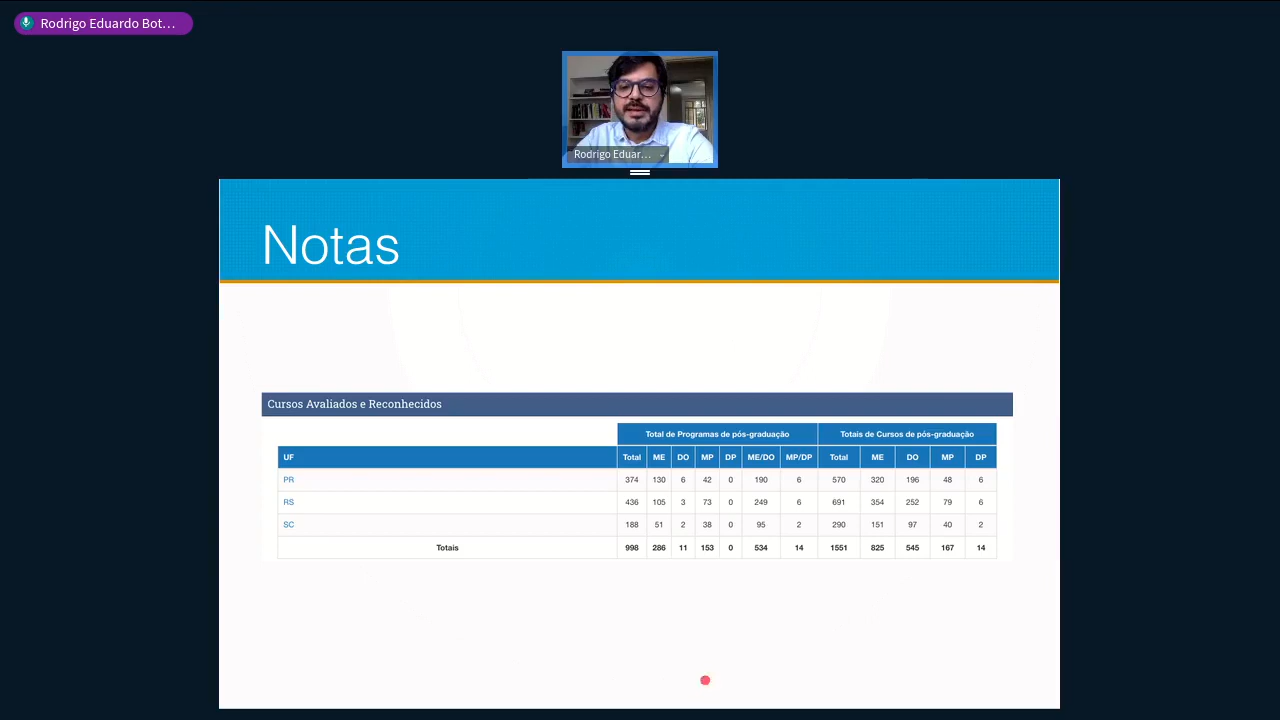 Rodrigo Eduardo Bot…
Rodrigo Eduar…
Notas
Cursos Avaliados e Reconhecidos
Total de Programas de pós-graduação Totais de Cursos de pós-graduação
UF Total ME DO MP DP ME/DO MP/DP Total ME DO MP DP
PR 374 130 6 42 0 190 6 570 320 196 48 6
RS 436 105 3 73 0 249 6 691 354 252 79 6
SC 188 51 2 38 0 95 2 290 151 97 40 2
Totais 998 286 11 153 0 534 14 1551 825 545 167 14